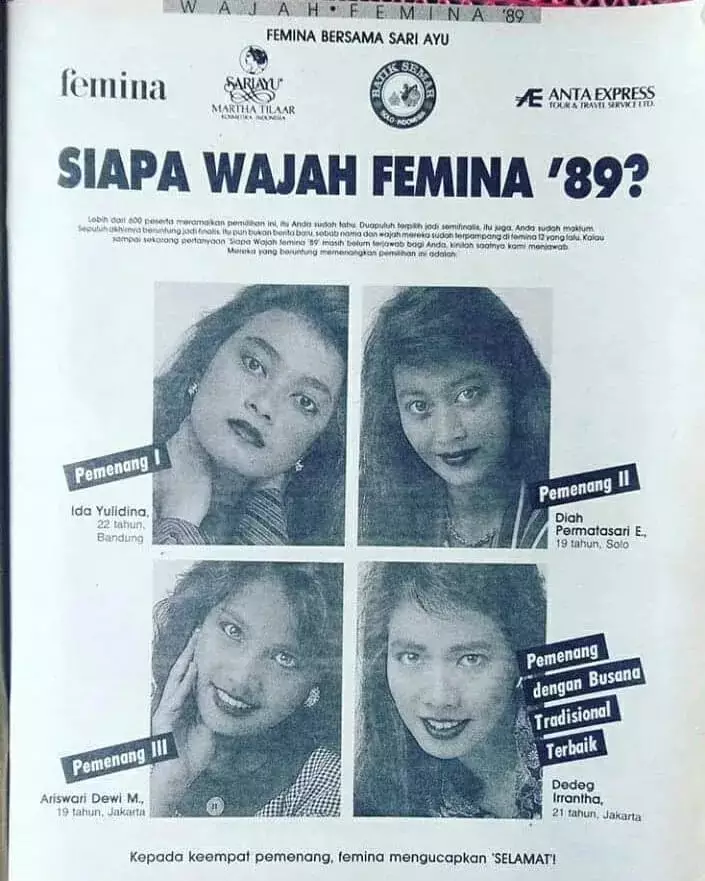 WAJAH • FEMINA '89
FEMINA BERSAMA SARI AYU
femina
SARIAYU
MARTHA TILAAR
KOSMETIKA INDONESIA
BATIK SEMAR
SOLO-INDONESIA
Æ ANTA EXPRESS
TOUR & TRAVEL SERVICE LTD.
SIAPA WAJAH FEMINA '89?
Lebih dari 600 peserta meramaikan pemilihan ini, itu Anda sudah tahu. Duapuluh terpilih jadi semifinalis, itu juga, Anda sudah maklum.
Sepuluh akhirnya beruntung jadi finalis. Itu pun bukan berita baru, sebab nama dan wajah mereka sudah terpampang di femina 12 yang lalu. Kalau
sampai sekarang pertanyaan 'Siapa Wajah femina '89' masih belum terjawab bagi Anda, kinilah saatnya kami menjawab.
Mereka yang beruntung memenangkan pemilihan ini adalah:
Pemenang I
Ida Yulidina,
22 tahun,
Bandung
Pemenang II
Diah
Permatasari E.,
19 tahun, Solo
Pemenang III
Ariswari Dewi M.,
19 tahun, Jakarta
Pemenang
dengan Busana
Tradisional
Terbaik
Dedeg
Irrantha,
21 tahun, Jakarta
Kepada keempat pemenang, femina mengucapkan 'SELAMAT'!